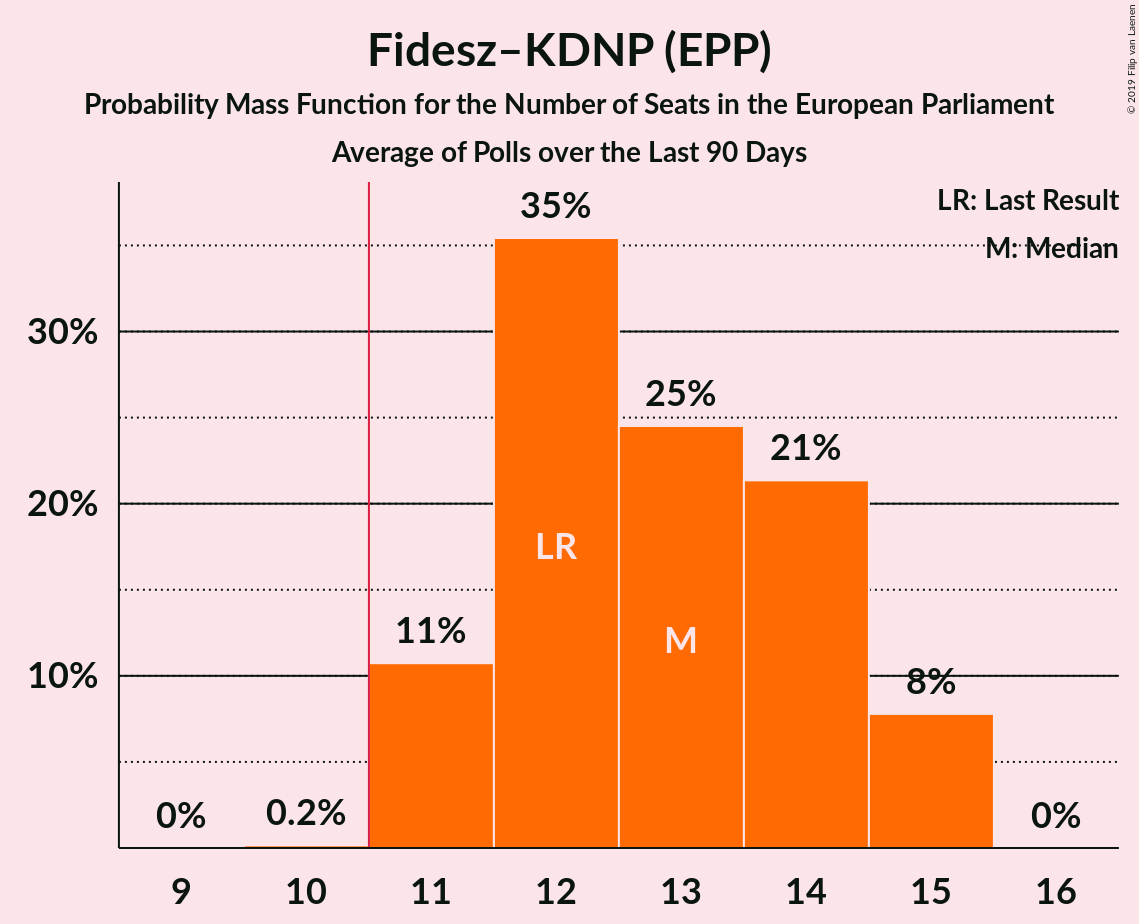 Fidesz–KDNP (EPP)
Probability Mass Function for the Number of Seats in the European Parliament
Average of Polls over the Last 90 Days
© 2019 Filip van Laenen
LR: Last Result
M: Median
35%
30%
25%
21%
20%
LR
11%
M
10%
8%
0%
0.2%
0%
9 10 11 12 13 14 15 16